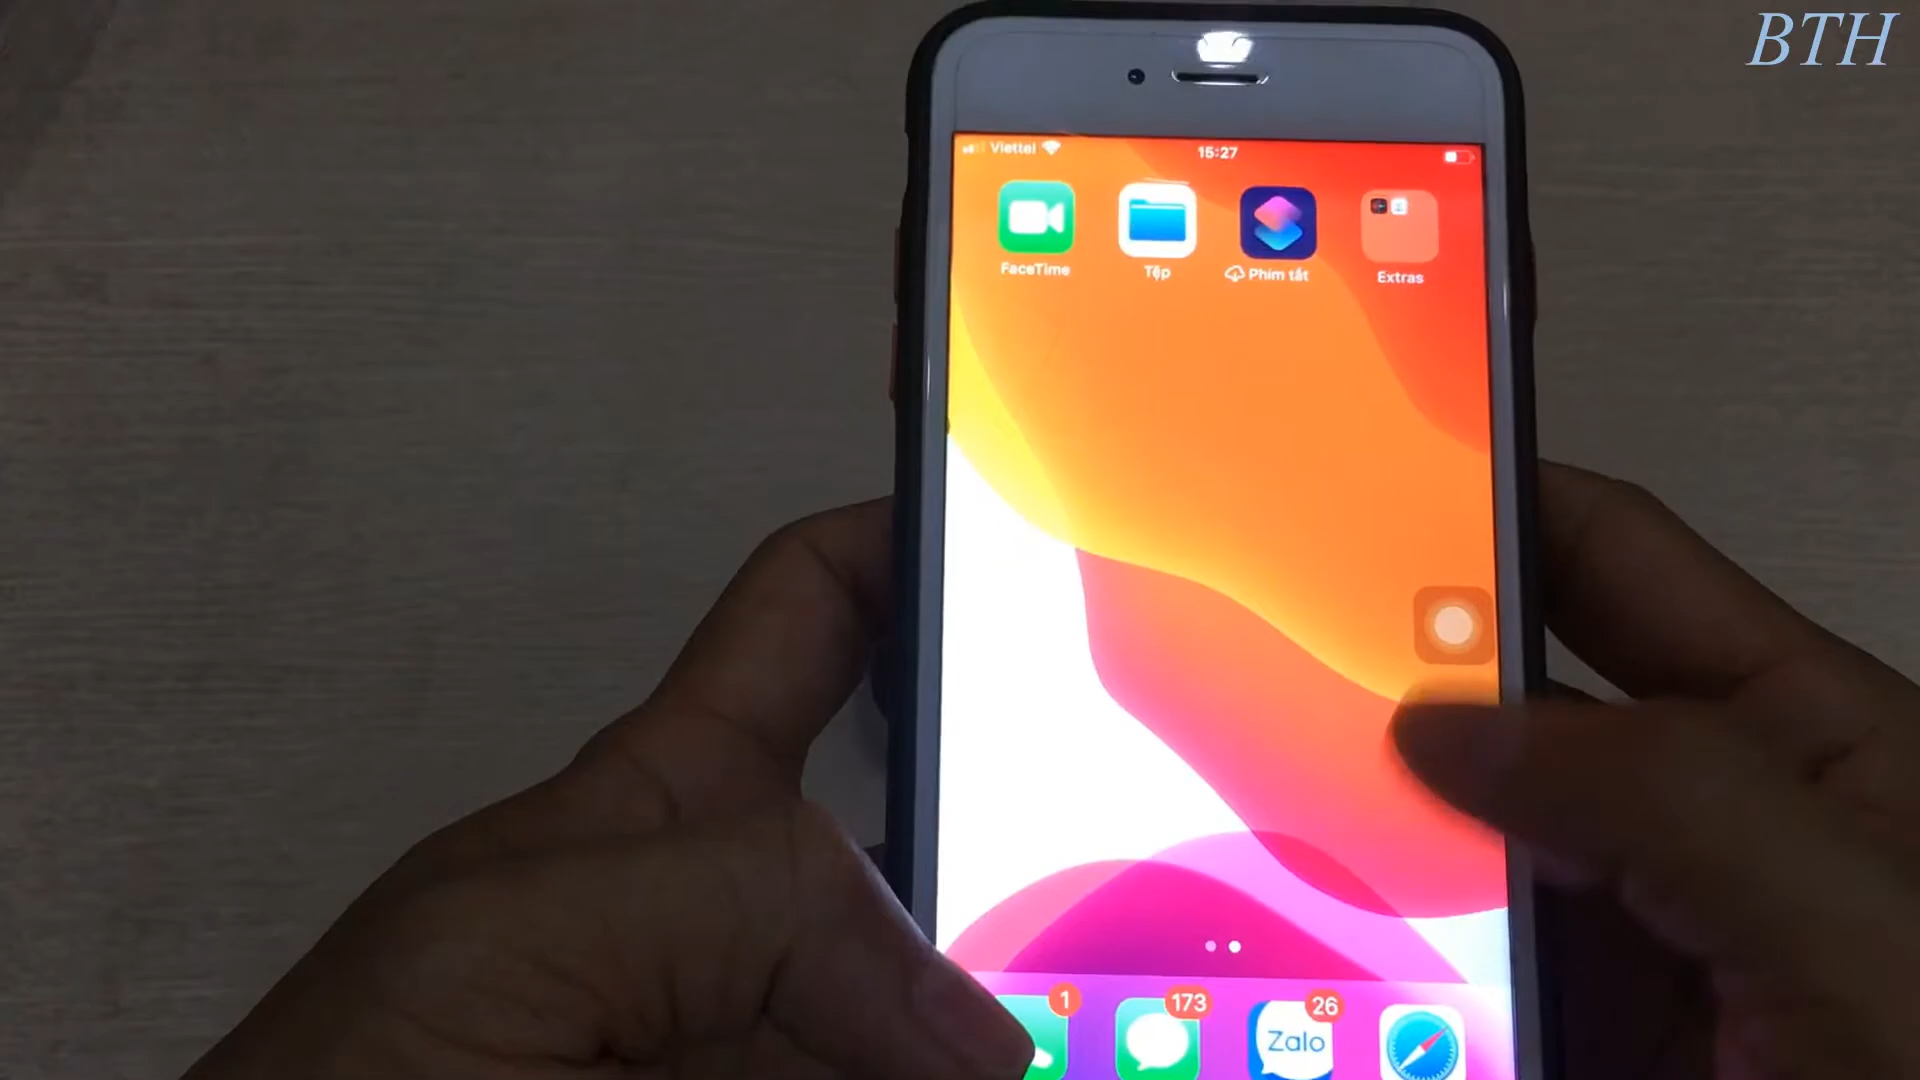 BTH
Viettel
15:27
FaceTime
Tệp
Phím tắt
Extras
1
173
26
Zalo